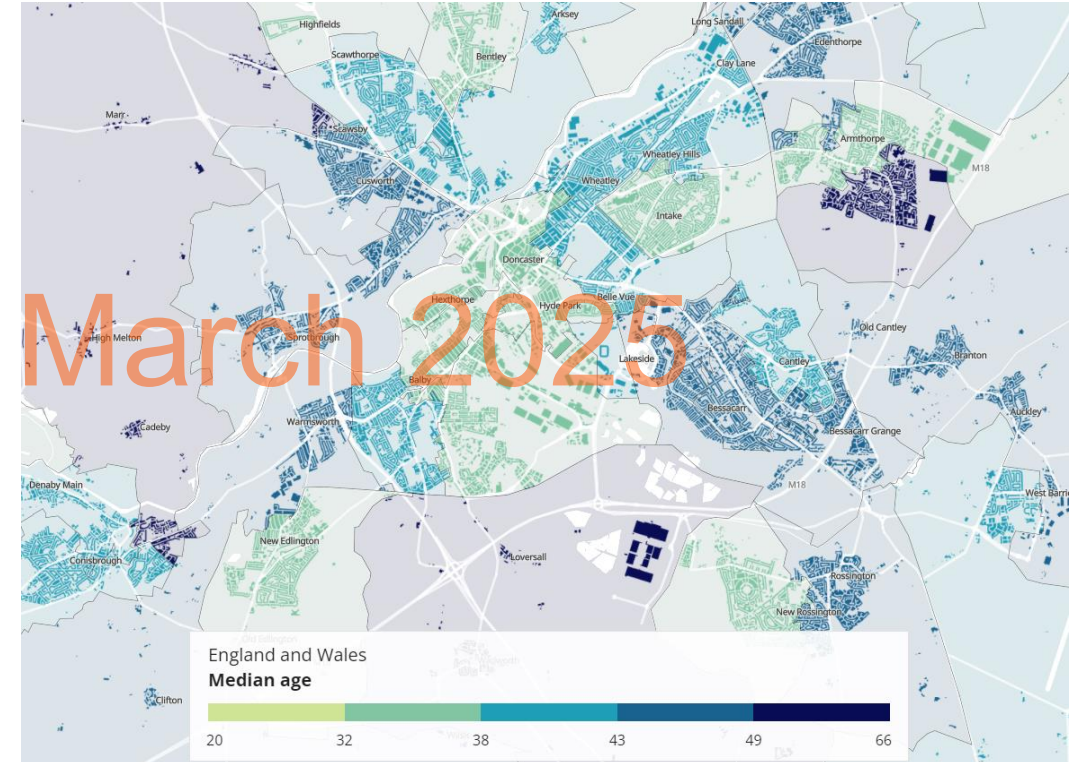 Highfields
Arksey
Long Sandall
Edenthorpe
Scawthorpe
Bentley
Clay Lane
Marr
Scawsby
Armthorpe
Wheatley Hills
M18
Cusworth
Wheatley
Intake
Doncaster
Hexthorpe
Hyde Park
Belle Vue
March 2025
High Melton
Sprotbrough
Old Cantley
Lakeside
Cantley
Branton
Balby
Bessacarr
Auckley
Cadeby
Warmsworth
Bessacarr Grange
Denaby Main
M18
West Barr
New Edlington
Conisbrough
Loversall
Rossington
New Rossington
Old Edlington
England and Wales
Median age
Clifton
20 32 38 43 49 66